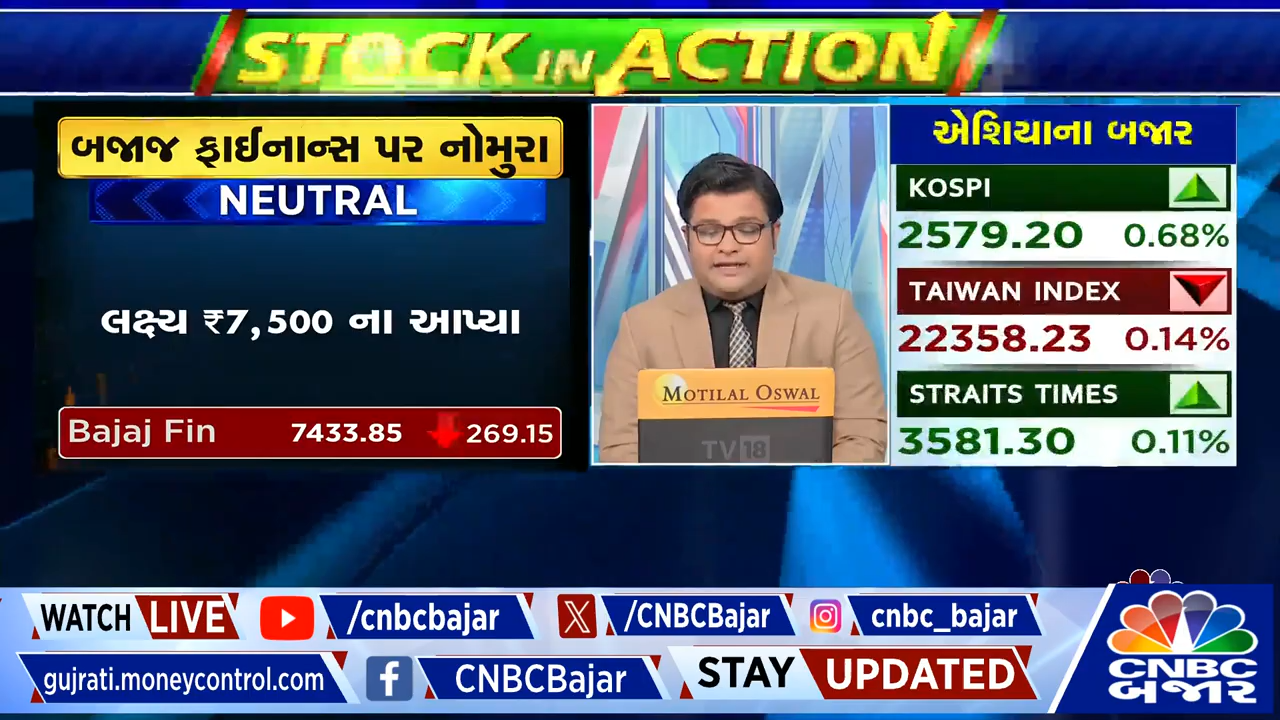 STOCK IN ACTION
બજાજ ફાઈનાન્સ પર નોમુરા
NEUTRAL
લક્ષ્ય ₹7,500 ના આપ્યા
Bajaj Fin 7433.85 269.15
MOTILAL OSWAL
TV18
એશિયાના બજાર
KOSPI
2579.20 0.68%
TAIWAN INDEX
22358.23 0.14%
STRAITS TIMES
3581.30 0.11%
WATCH LIVE /cnbcbajar /CNBCBajar cnbc_bajar
gujrati.moneycontrol.com CNBCBajar STAY UPDATED
CNBC
બજાર